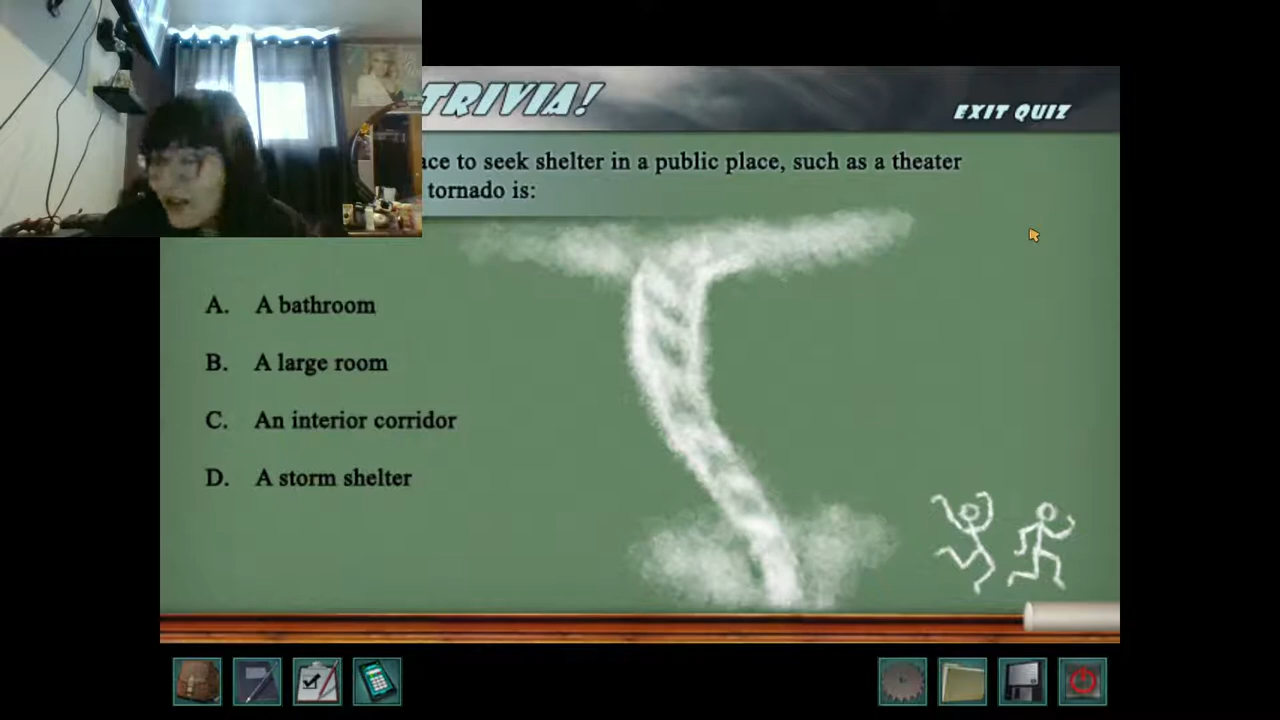 TRIVIA!
EXIT QUIZ
ace to seek shelter in a public place, such as a theater
tornado is:
A. A bathroom
B. A large room
C. An interior corridor
D. A storm shelter